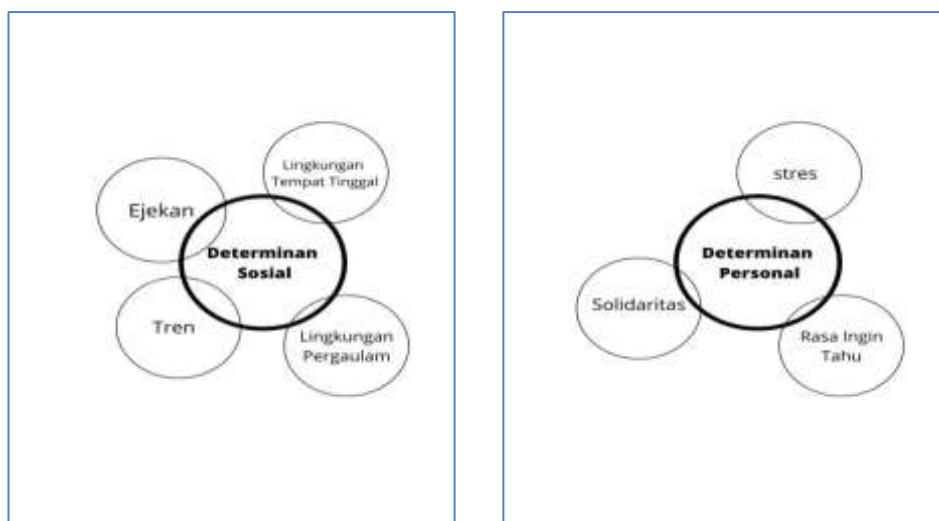 Lingkungan
Tempat Tinggal
Ejekan
Determinan
Sosial
Tren
Lingkungan
Pergaulam
stres
Determinan
Personal
Solidaritas
Rasa Ingin
Tahu